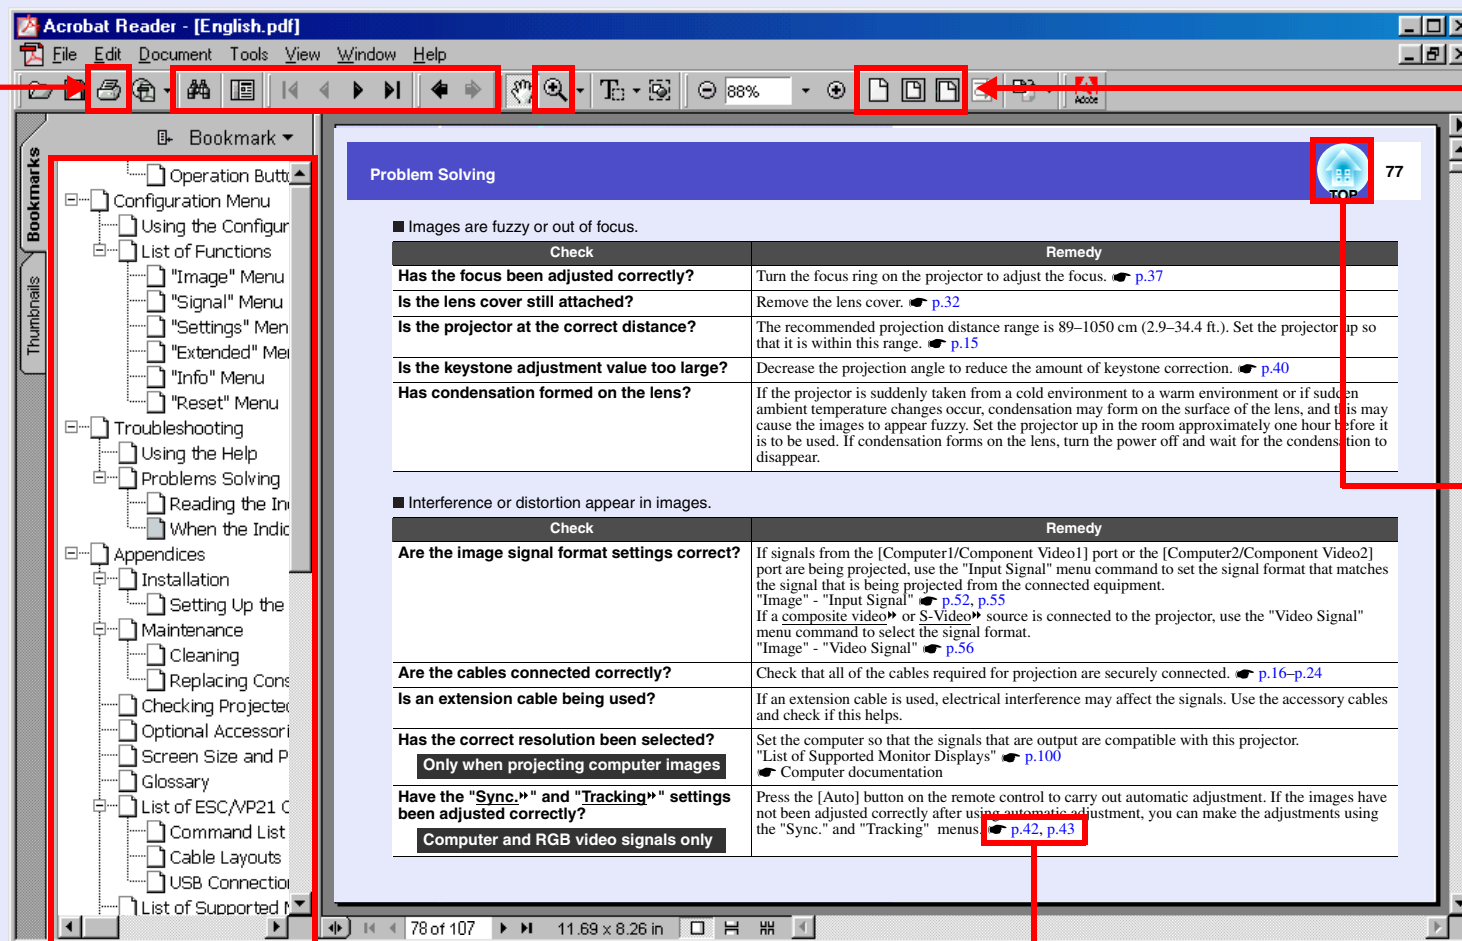 Acrobat Reader - [English.pdf]
File Edit Document Tools View Window Help
88%
Adobe
Bookmarks
Thumbnails
Bookmark
Operation Butt
Configuration Menu
Using the Configur
List of Functions
"Image" Menu
"Signal" Menu
"Settings" Men
"Extended" Me
"Info" Menu
"Reset" Menu
Troubleshooting
Using the Help
Problems Solving
Reading the In
When the Indic
Appendices
Installation
Setting Up the
Maintenance
Cleaning
Replacing Cons
Checking Projected
Optional Accessori
Screen Size and P
Glossary
List of ESC/VP21 C
Command List
Cable Layouts
USB Connection
List of Supported M
Problem Solving
TOP
77
■ Images are fuzzy or out of focus.
Check Remedy
Has the focus been adjusted correctly? Turn the focus ring on the projector to adjust the focus. ☛ p.37
Is the lens cover still attached? Remove the lens cover. ☛ p.32
Is the projector at the correct distance? The recommended projection distance range is 89–1050 cm (2.9–34.4 ft.). Set the projector up so
that it is within this range. ☛ p.15
Is the keystone adjustment value too large? Decrease the projection angle to reduce the amount of keystone correction. ☛ p.40
Has condensation formed on the lens? If the projector is suddenly taken from a cold environment to a warm environment or if sudden
ambient temperature changes occur, condensation may form on the surface of the lens, and this may
cause the images to appear fuzzy. Set the projector up in the room approximately one hour before it
is to be used. If condensation forms on the lens, turn the power off and wait for the condensation to
disappear.
■ Interference or distortion appear in images.
Check Remedy
Are the image signal format settings correct? If signals from the [Computer1/Component Video1] port or the [Computer2/Component Video2]
port are being projected, use the "Input Signal" menu command to set the signal format that matches
the signal that is being projected from the connected equipment.
"Image" - "Input Signal" ☛ p.52, p.55
If a composite video or S-Video source is connected to the projector, use the "Video Signal"
menu command to select the signal format.
"Image" - "Video Signal" ☛ p.56
Are the cables connected correctly? Check that all of the cables required for projection are securely connected. ☛ p.16–p.24
Is an extension cable being used? If an extension cable is used, electrical interference may affect the signals. Use the accessory cables
and check if this helps.
Has the correct resolution been selected? Set the computer so that the signals that are output are compatible with this projector.
Only when projecting computer images "List of Supported Monitor Displays" ☛ p.100
☛ Computer documentation
Have the "Sync." and "Tracking" settings Press the [Auto] button on the remote control to carry out automatic adjustment. If the images have
been adjusted correctly? not been adjusted correctly after using automatic adjustment, you can make the adjustments using
Computer and RGB video signals only the "Sync." and "Tracking" menus. ☛ p.42, p.43
78 of 107 11.69 x 8.26 in